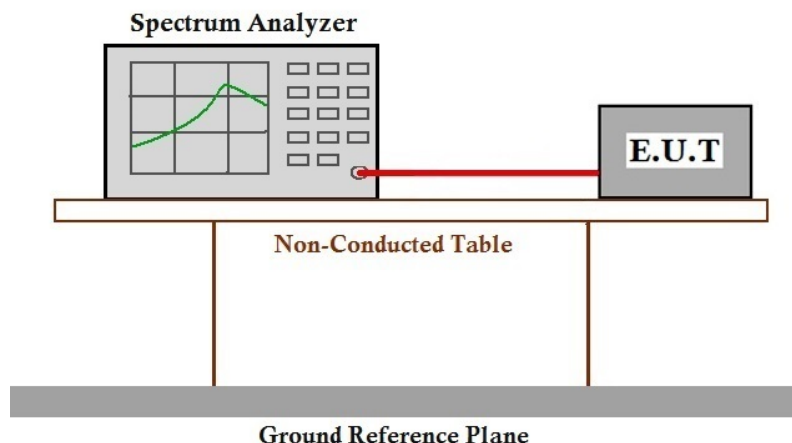 Spectrum Analyzer
E.U.T
Non-Conducted Table
Ground Reference Plane